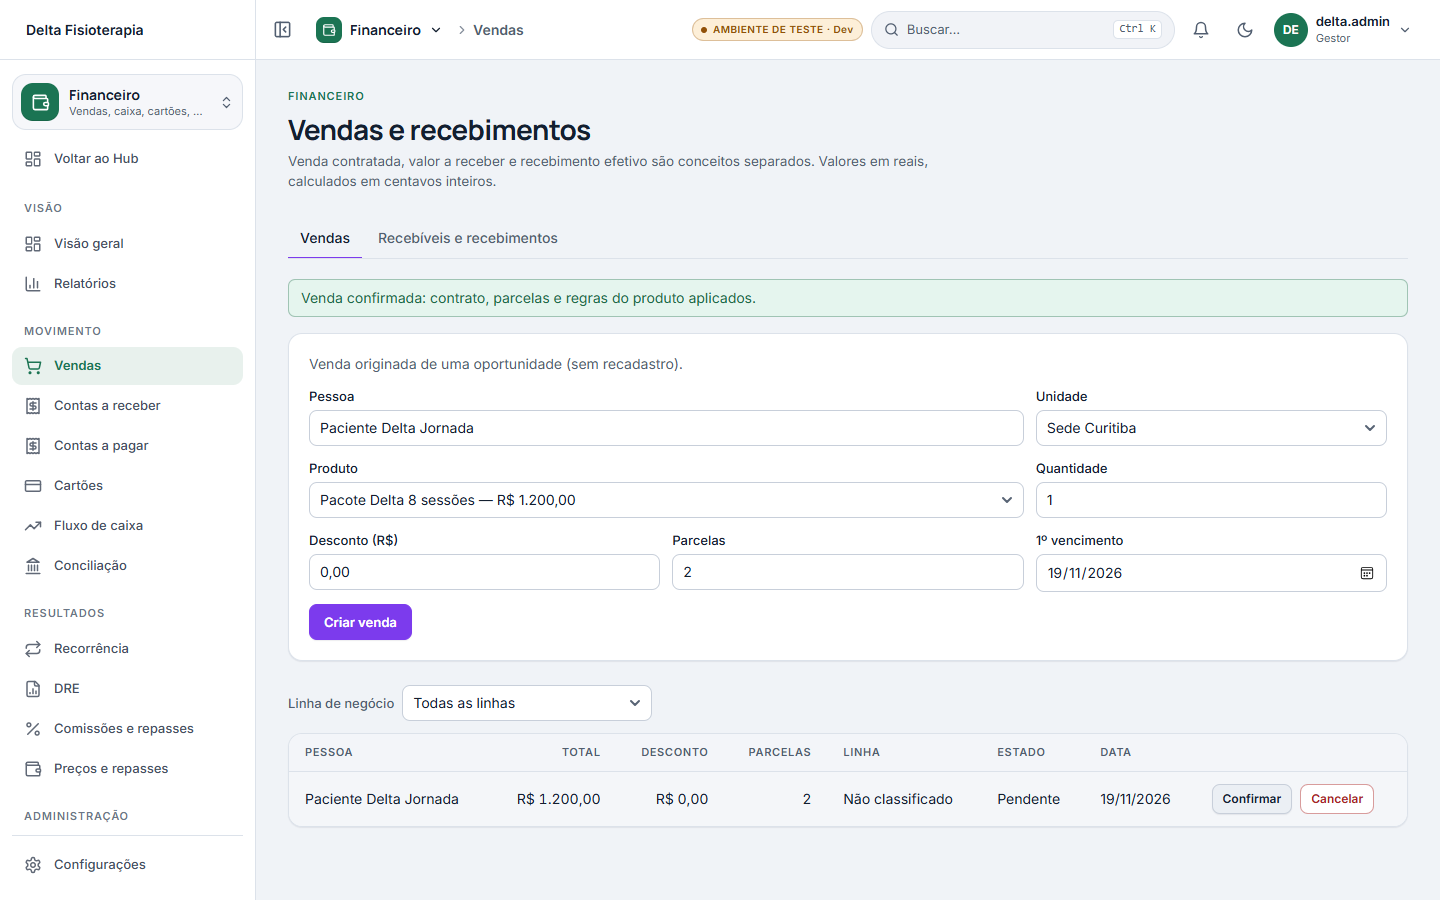 Delta Fisioterapia
Financeiro
Vendas
AMBIENTE DE TESTE · Dev
Buscar...
Ctrl K
DE
delta.admin
Gestor
Financeiro
Vendas, caixa, cartões, ...
Voltar ao Hub
VISÃO
Visão geral
Relatórios
MOVIMENTO
Vendas
Contas a receber
Contas a pagar
Cartões
Fluxo de caixa
Conciliação
RESULTADOS
Recorrência
DRE
Comissões e repasses
Preços e repasses
ADMINISTRAÇÃO
Configurações
FINANCEIRO
Vendas e recebimentos
Venda contratada, valor a receber e recebimento efetivo são conceitos separados. Valores em reais,
calculados em centavos inteiros.
Vendas
Recebíveis e recebimentos
Venda confirmada: contrato, parcelas e regras do produto aplicados.
Venda originada de uma oportunidade (sem recadastro).
Pessoa
Paciente Delta Jornada
Unidade
Sede Curitiba
Produto
Pacote Delta 8 sessões — R$ 1.200,00
Quantidade
1
Desconto (R$)
0,00
Parcelas
2
1º vencimento
19/11/2026
Criar venda
Linha de negócio
Todas as linhas
PESSOA TOTAL DESCONTO PARCELAS LINHA ESTADO DATA
Paciente Delta Jornada R$ 1.200,00 R$ 0,00 2 Não classificado Pendente 19/11/2026 Confirmar Cancelar